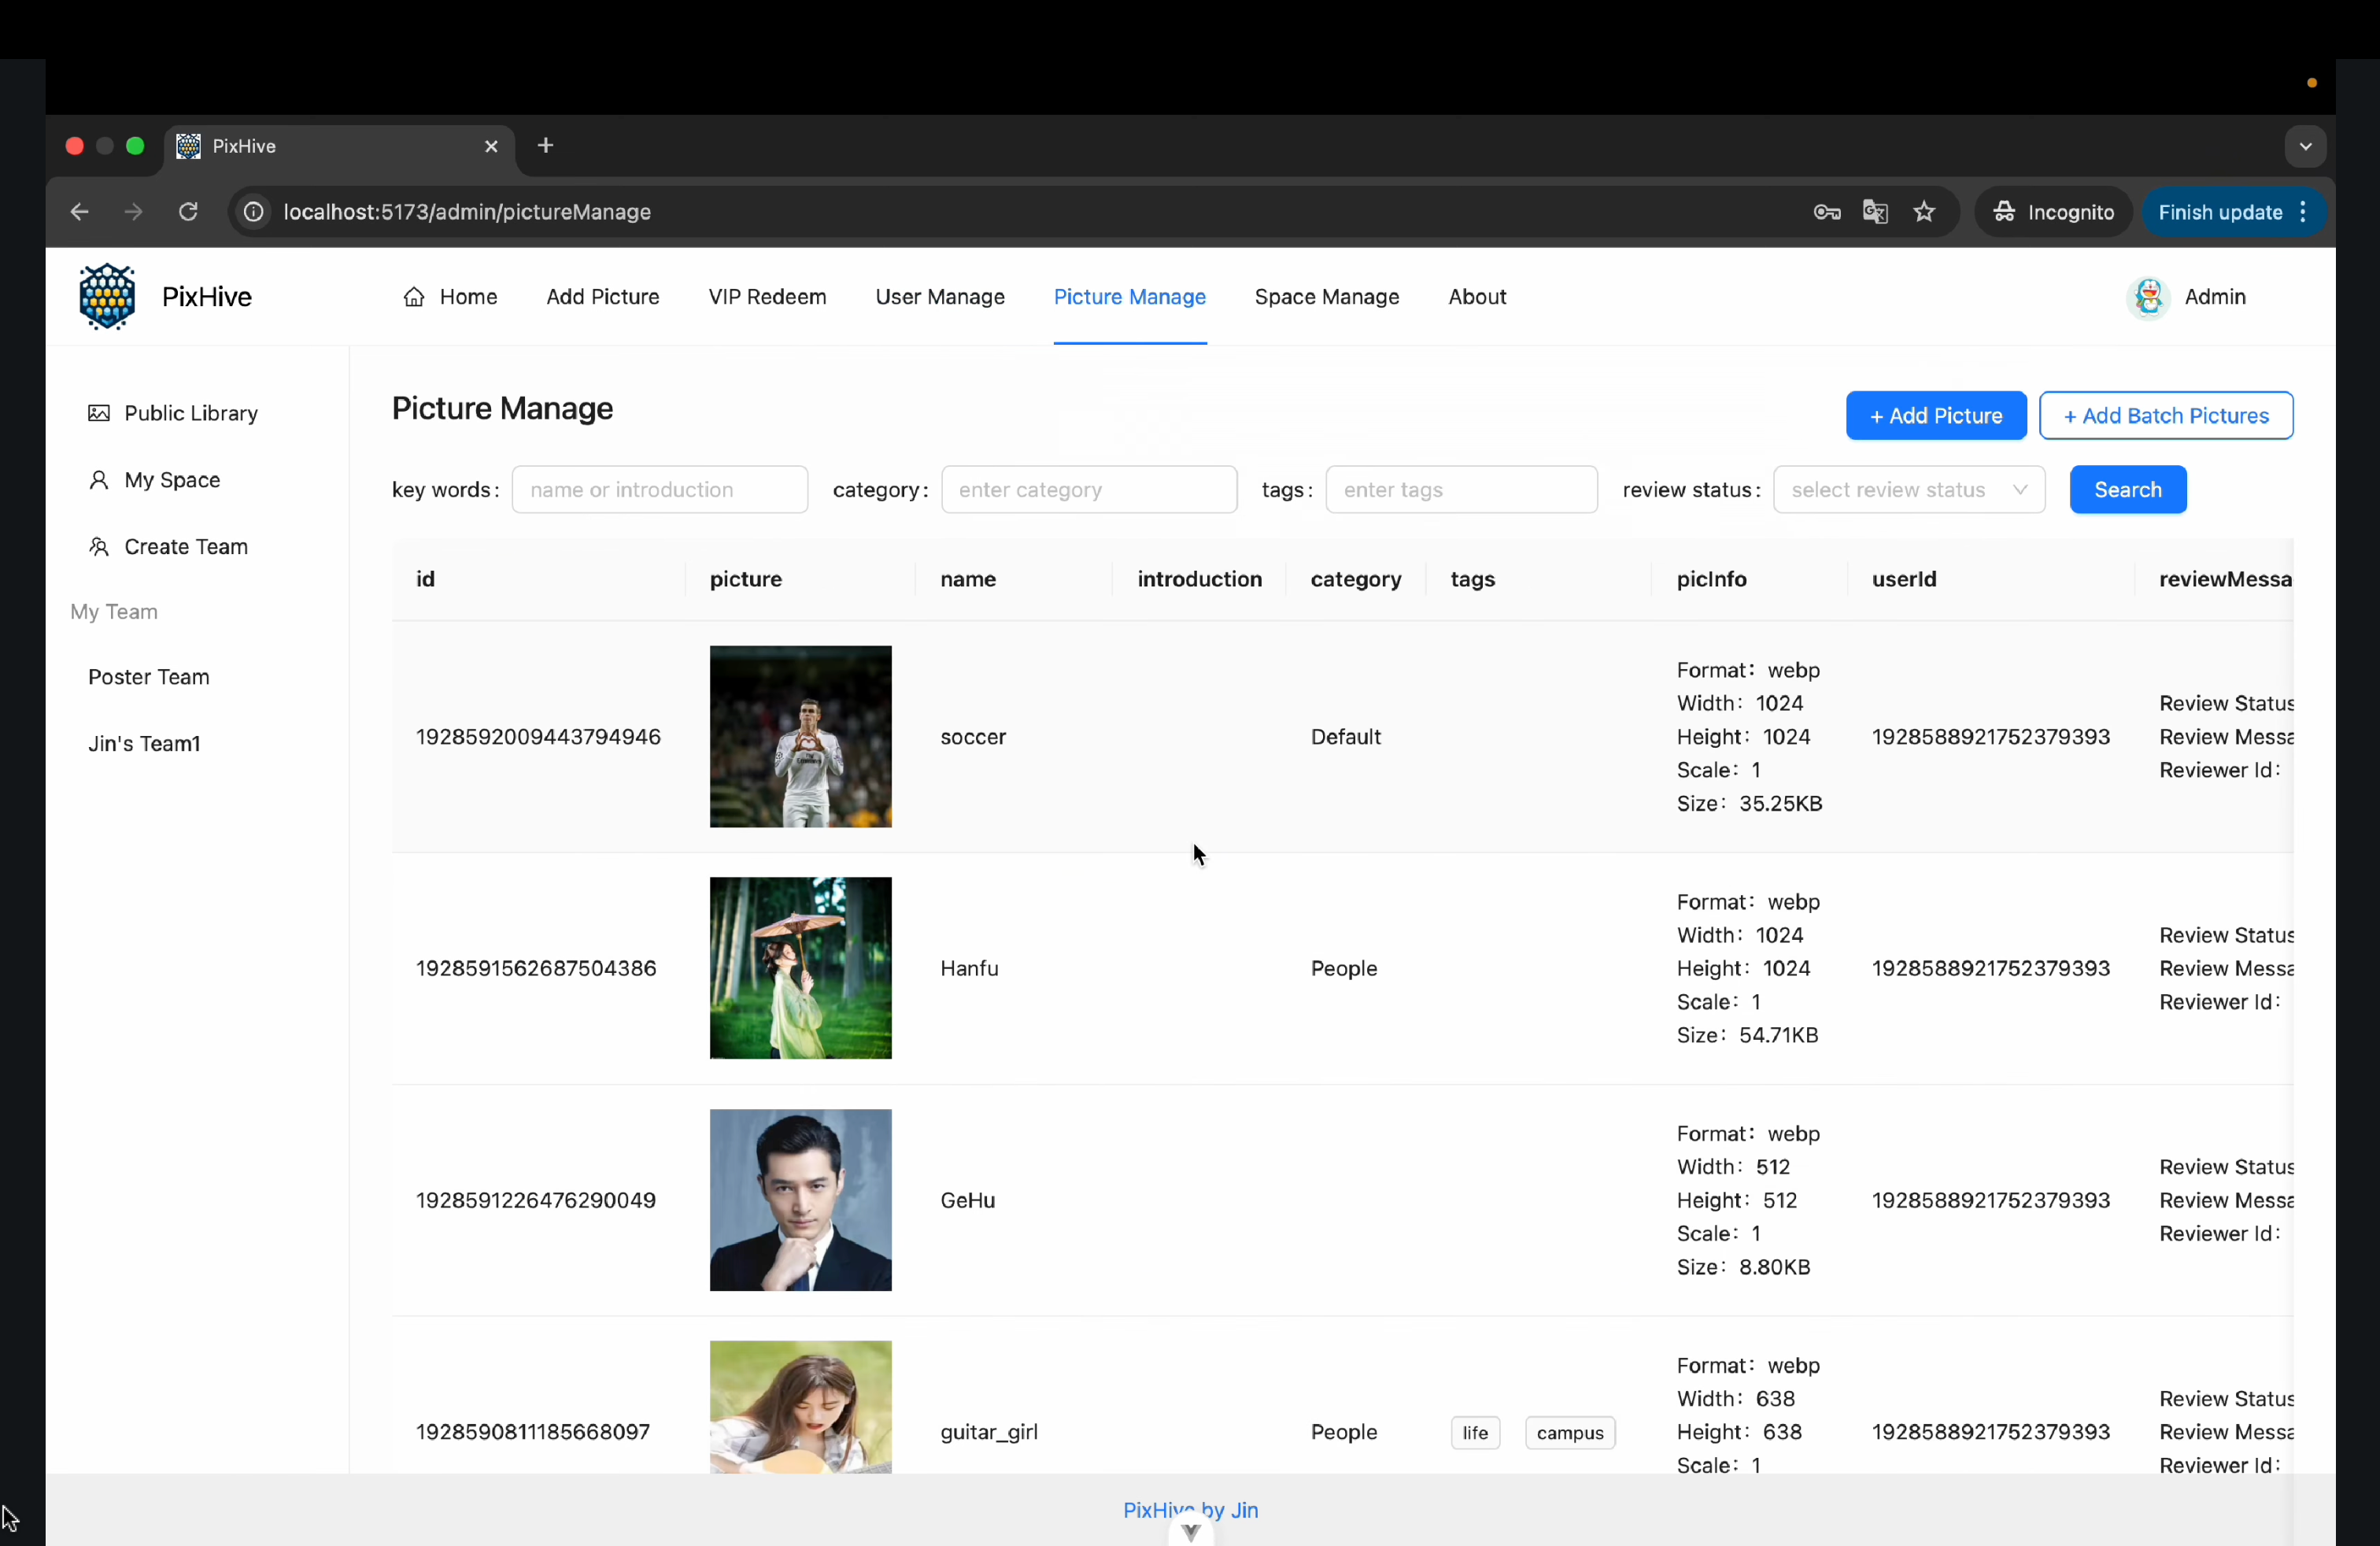 PixHive
localhost:5173/admin/pictureManage
Incognito
Finish update
PixHive
Home
Add Picture
VIP Redeem
User Manage
Picture Manage
Space Manage
About
Admin
Public Library
My Space
Create Team
My Team
Poster Team
Jin's Team1
Picture Manage
+ Add Picture
+ Add Batch Pictures
key words: name or introduction
category: enter category
tags: enter tags
review status: select review status
Search
id picture name introduction category tags picInfo userId reviewMessa
1928592009443794946
soccer
Default
Format: webp
Width: 1024
Height: 1024
Scale: 1
Size: 35.25KB
1928588921752379393
Review Status
Review Messa
Reviewer Id:
1928591562687504386
Hanfu
People
Format: webp
Width: 1024
Height: 1024
Scale: 1
Size: 54.71KB
1928588921752379393
Review Status
Review Messa
Reviewer Id:
1928591226476290049
GeHu
Format: webp
Width: 512
Height: 512
Scale: 1
Size: 8.80KB
1928588921752379393
Review Status
Review Messa
Reviewer Id:
1928590811185668097
guitar_girl
People
life
campus
Format: webp
Width: 638
Height: 638
Scale: 1
1928588921752379393
Review Status
Review Messa
Reviewer Id:
PixHive by Jin